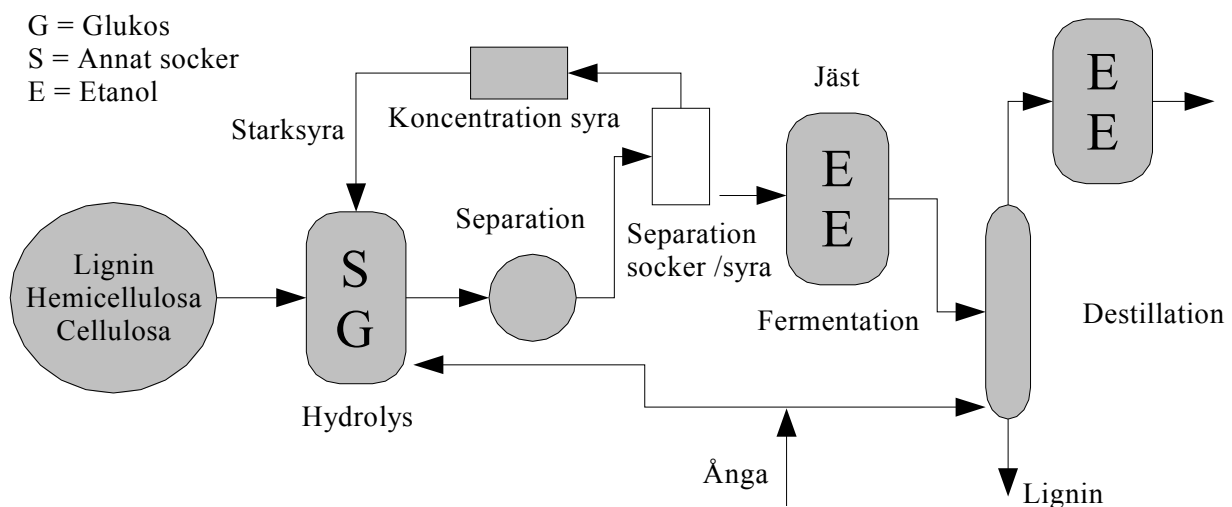 G = Glukos
S = Annat socker
E = Etanol
Starksyra
Koncentration syra
Jäst
E
E
Lignin
Hemicellulosa
Cellulosa
S
G
Hydrolys
Separation
Separation
socker /syra
E
E
Fermentation
Destillation
Ånga
Lignin